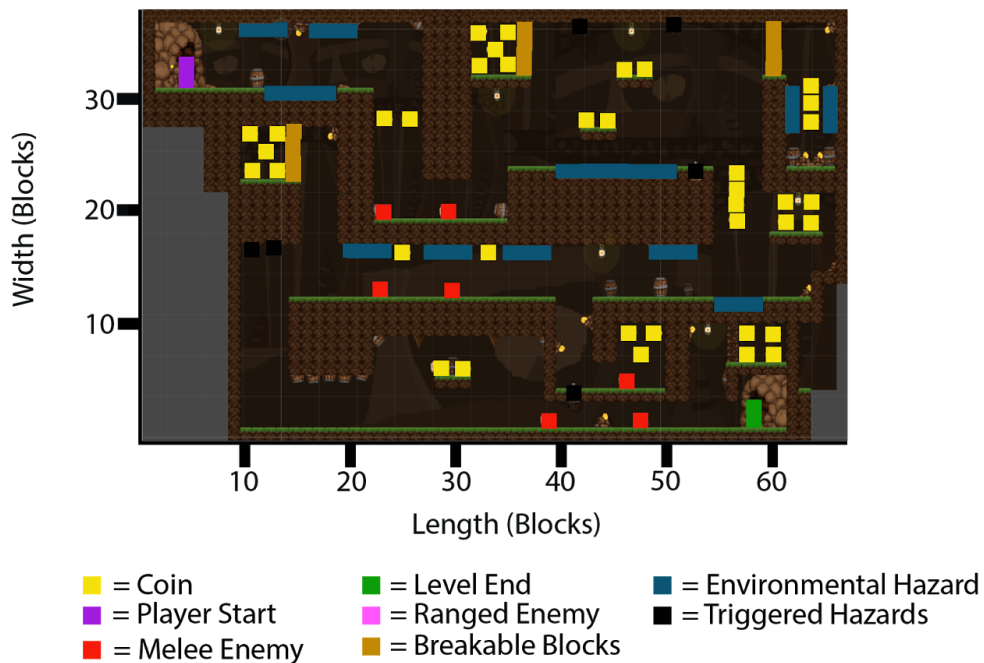 30
20
10
Width (Blocks)
10 20 30 40 50 60
Length (Blocks)
= Coin = Level End = Environmental Hazard
= Player Start = Ranged Enemy = Triggered Hazards
= Melee Enemy = Breakable Blocks